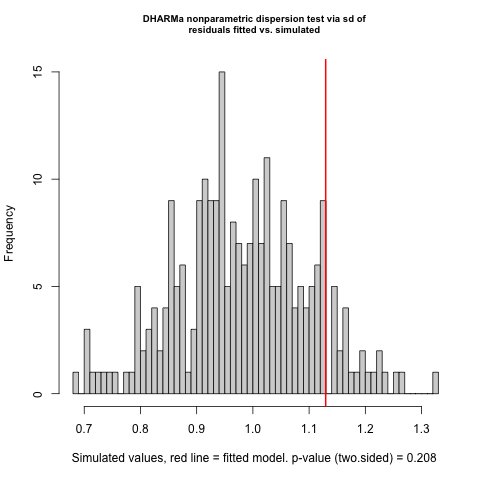 DHARMa nonparametric dispersion test via sd of
residuals fitted vs. simulated
15
10
5
0
Frequency
0.7 0.8 0.9 1.0 1.1 1.2 1.3
Simulated values, red line = fitted model. p-value (two.sided) = 0.208